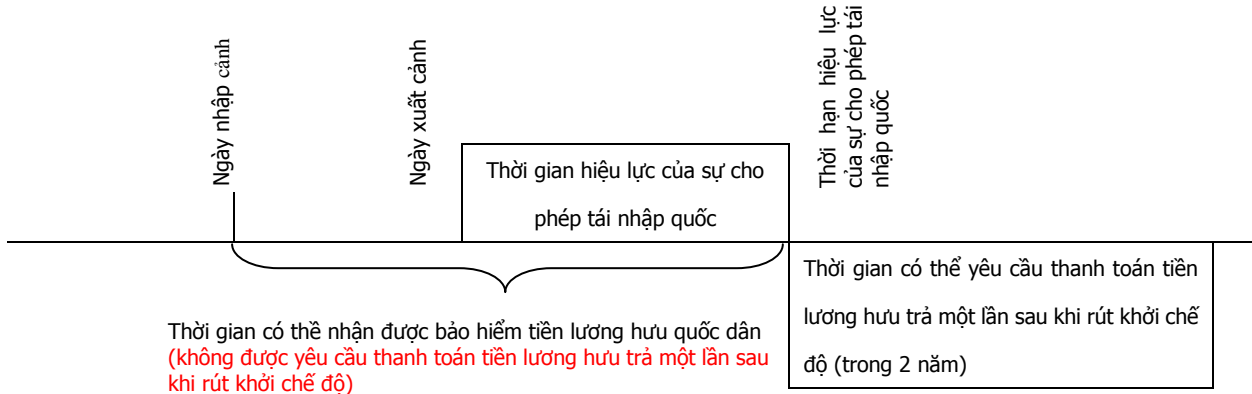 Ngày nhập cảnh
Ngày xuất cảnh
Thời hạn hiệu lực
của sự cho phép tái
nhập quốc
Thời gian hiệu lực của sự cho
phép tái nhập quốc
Thời gian có thề nhận được bảo hiểm tiền lương hưu quốc dân
(không được yêu cầu thanh toán tiền lương hưu trả một lần sau
khi rút khởi chế độ)
Thời gian có thể yêu cầu thanh toán tiền
lương hưu trả một lần sau khi rút khởi chế
độ (trong 2 năm)